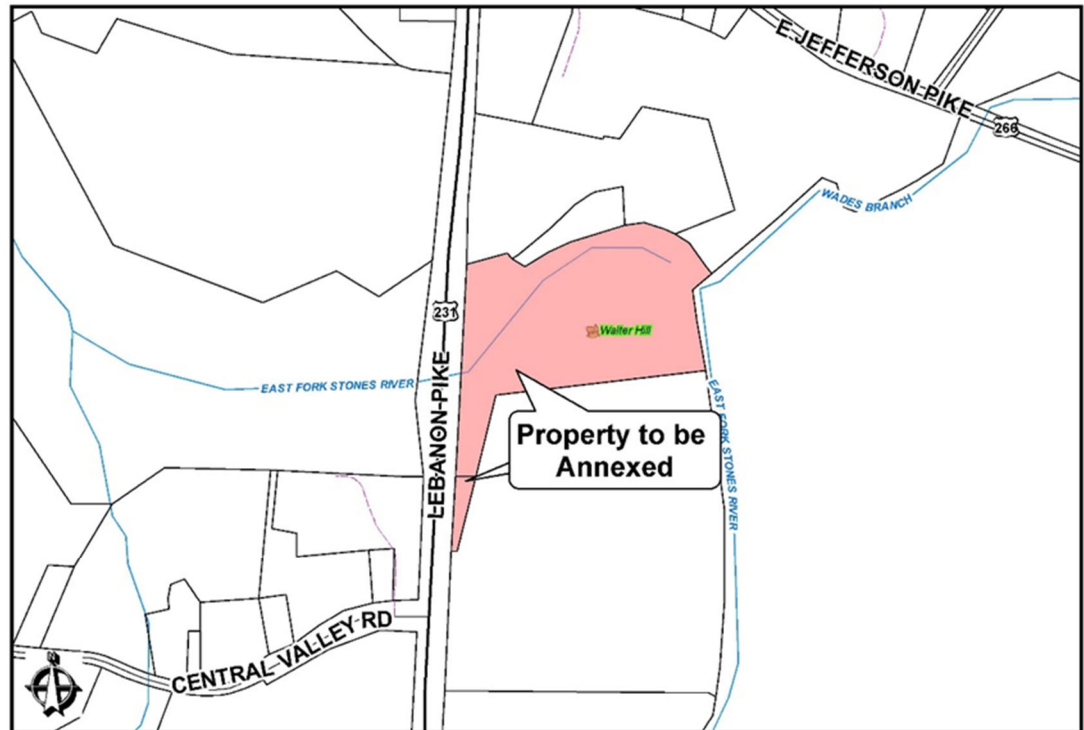 E JEFFERSON PIKE
266
WADES BRANCH
231
Walter Hill
LEBANON PIKE
EAST FORK STONES RIVER
Property to be
Annexed
EAST FORK STONES RIVER
CENTRAL VALLEY RD